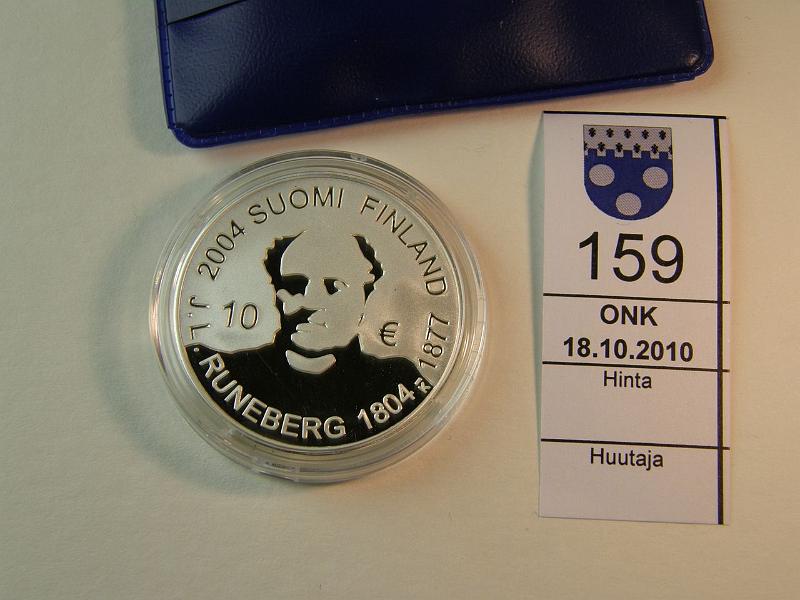 2004 SUOMI FINLAND
10 €
J. L. RUNEBERG 1804-1877
159
ONK
18.10.2010
Hinta
Huutaja